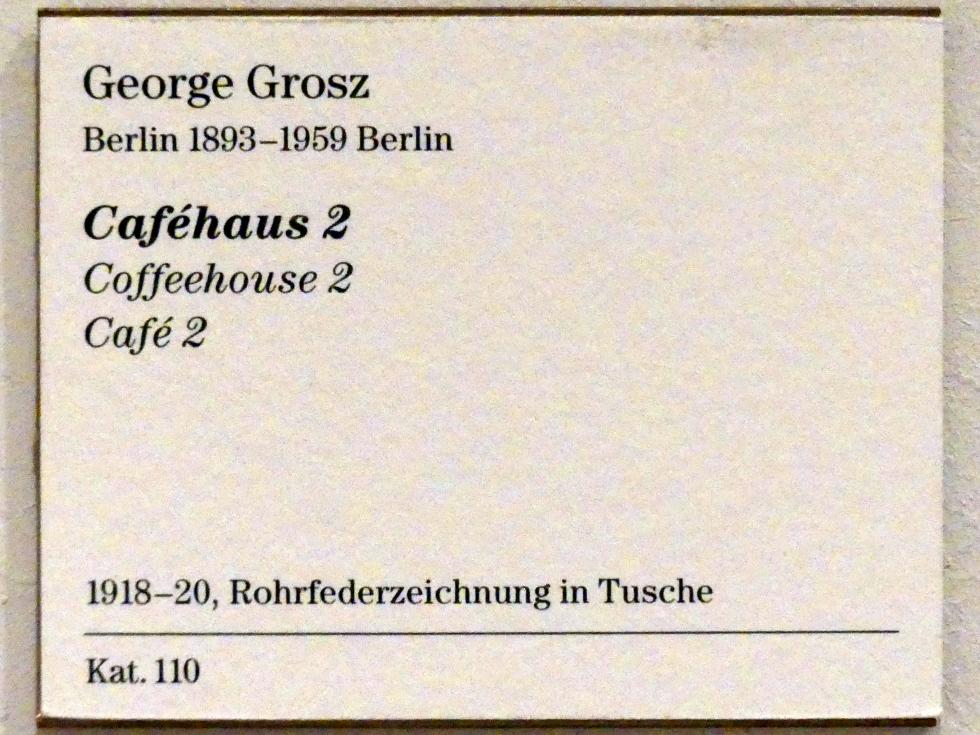 George Grosz
Berlin 1893–1959 Berlin
Caféhaus 2
Coffeehouse 2
Café 2
1918–20, Rohrfederzeichnung in Tusche
Kat. 110